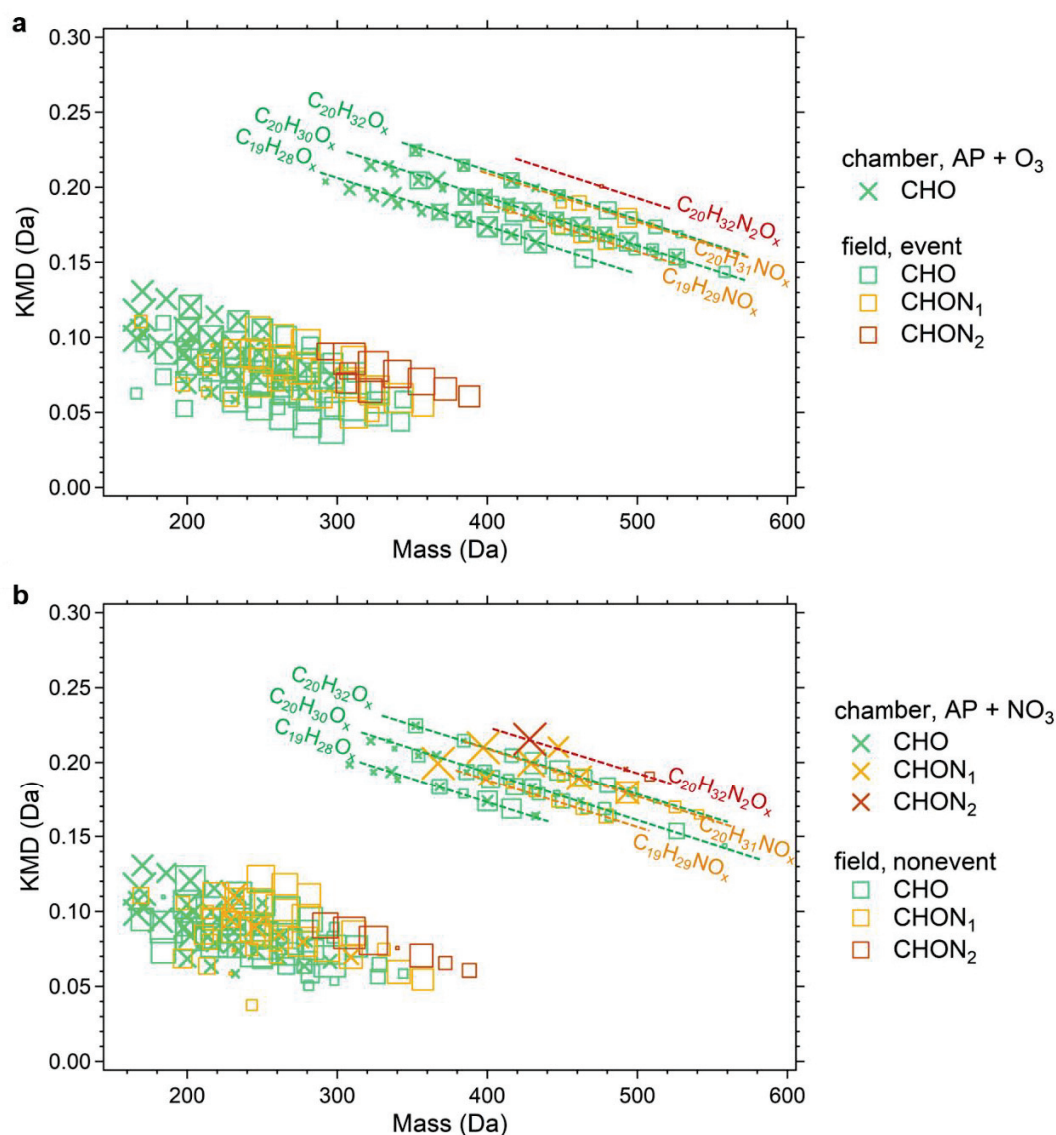 a
0.30
0.25
0.20
0.15
0.10
0.05
0.00
KMD (Da)
C₂₀H₃₂Oₓ
C₂₀H₃₀Oₓ
C₁₉H₂₈Oₓ
C₂₀H₃₂N₂Oₓ
C₂₀H₃₁NOₓ
C₁₉H₂₉NOₓ
200 300 400 500 600
Mass (Da)
chamber, AP + O₃
CHO
field, event
CHO
CHON₁
CHON₂
b
0.30
0.25
0.20
0.15
0.10
0.05
0.00
KMD (Da)
C₂₀H₃₂Oₓ
C₂₀H₃₀Oₓ
C₁₉H₂₈Oₓ
C₂₀H₃₂N₂Oₓ
C₂₀H₃₁NOₓ
C₁₉H₂₉NOₓ
200 300 400 500 600
Mass (Da)
chamber, AP + NO₃
CHO
CHON₁
CHON₂
field, nonevent
CHO
CHON₁
CHON₂